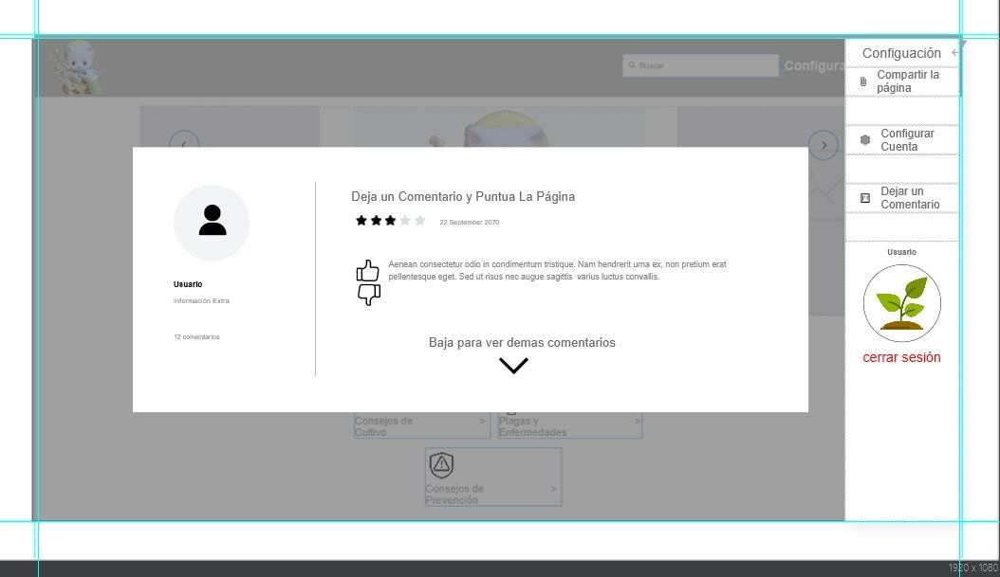 Buscar
Configura
Configuación
Compartir la
página
Configurar
Cuenta
Dejar un
Comentario
Usuario
cerrar sesión
Deja un Comentario y Puntua La Página
22 September 2070
Aenean consectetur odio in condimentum tristique. Nam hendrerit urna ex, non pretium erat
pellentesque eget. Sed ut risus nec augue sagittis varius luctus convallis.
Usuario
Información Extra
12 comentarios
Baja para ver demas comentarios
Consejos de
Cultivo
>
Plagas y
Enfermedades
>
Consejos de
Prevención
>
1920 x 1080